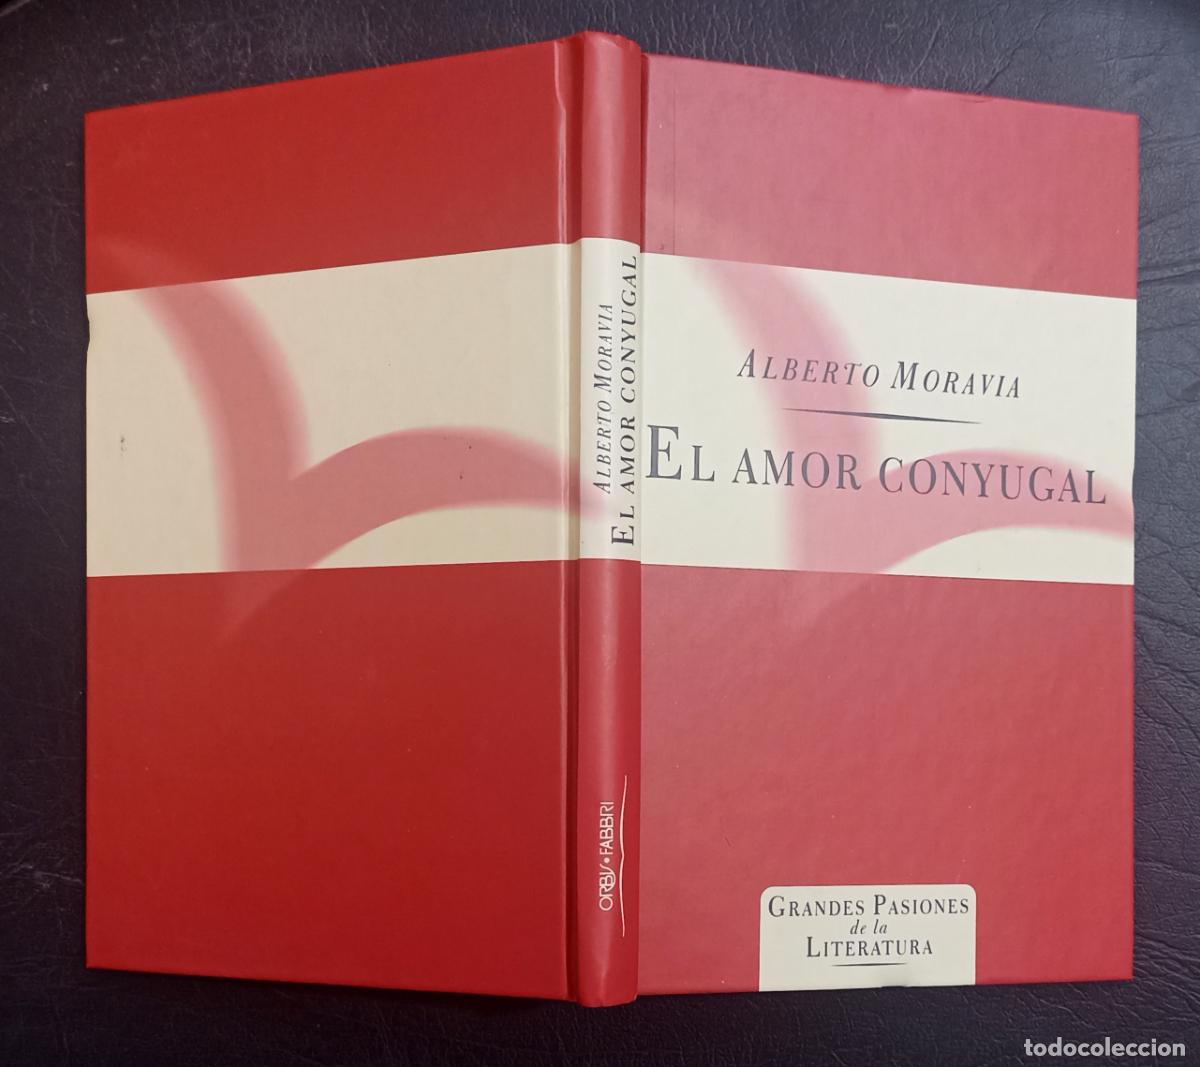 ALBERTO MORAVIA
EL AMOR CONYUGAL
ORBIS • FABBRI
ALBERTO MORAVIA
EL AMOR CONYUGAL
GRANDES PASIONES
de la
LITERATURA
todocoleccion